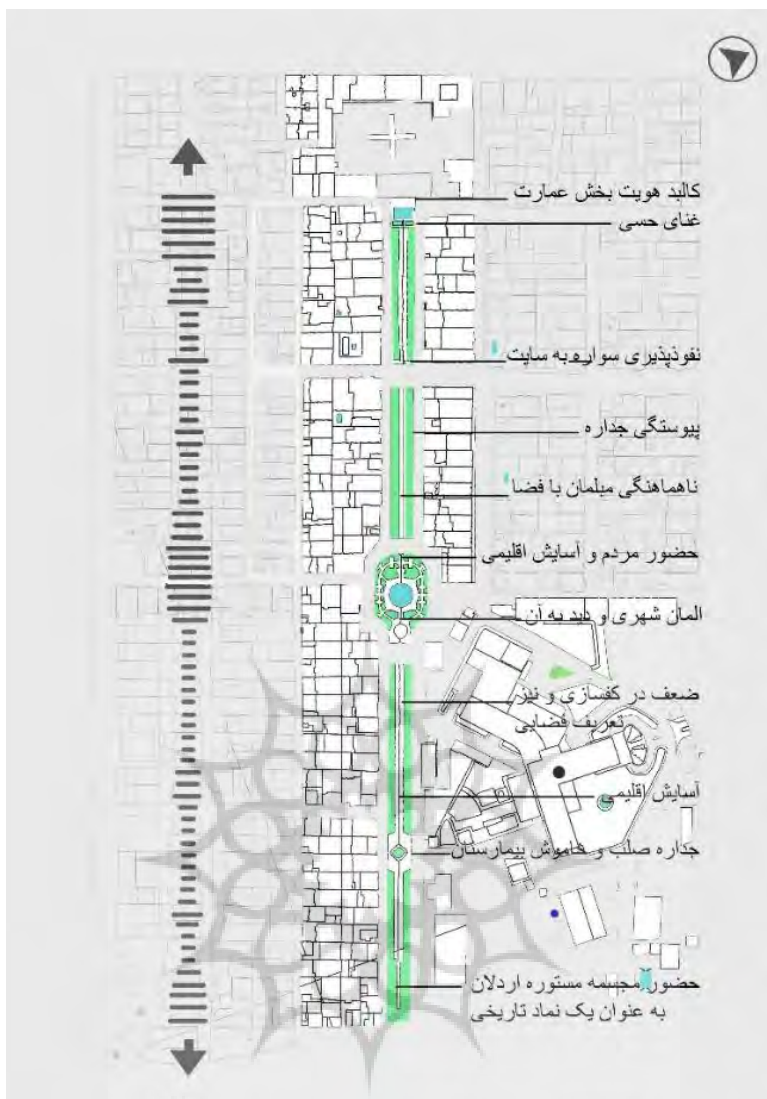 کالبد هویت بخش عمارت
غنای حسی
نفوذپذیری سواره به سایت
پیوستگی جداره
ناهماهنگی مبلمان با فضا
حضور مردم و آسایش اقلیمی
المان شهری و دید به آن
ضعف در کفسازی و نیز
تعریف فضایی
آسایش اقلیمی
جداره صلب و خاموش بیمارستان
حضور مجسمه مستوره اردلان
به عنوان یک نماد تاریخی